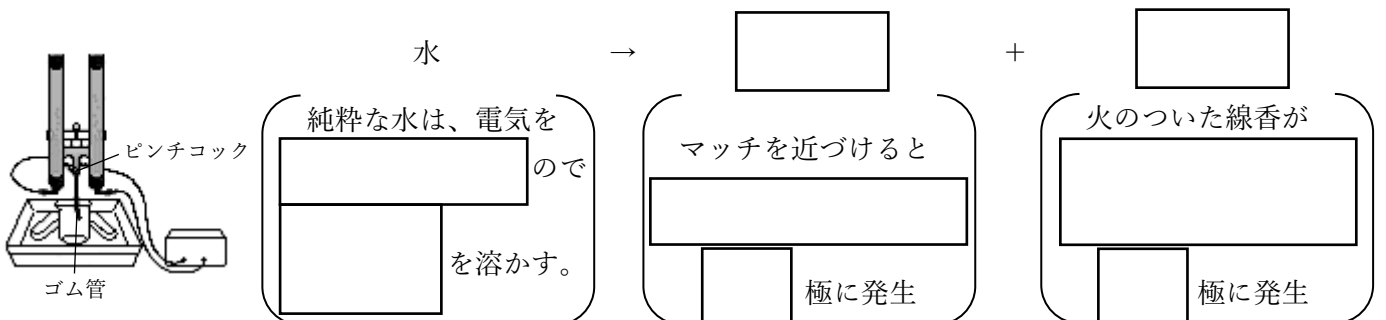 水 → +
ピンチコック
ゴム管
純粋な水は、電気を
ので
を溶かす。
マッチを近づけると
極に発生
火のついた線香が
極に発生